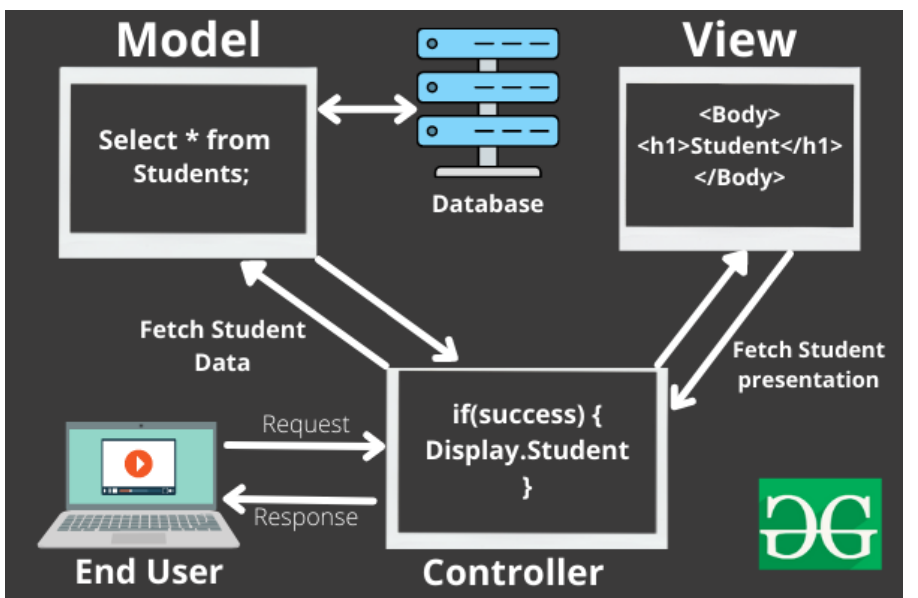 Model
View
Select * from
Students;
Database
<Body>
<h1>Student</h1>
</Body>
Fetch Student
Data
Fetch Student
presentation
Request
Response
if(success) {
Display.Student
}
End User
Controller